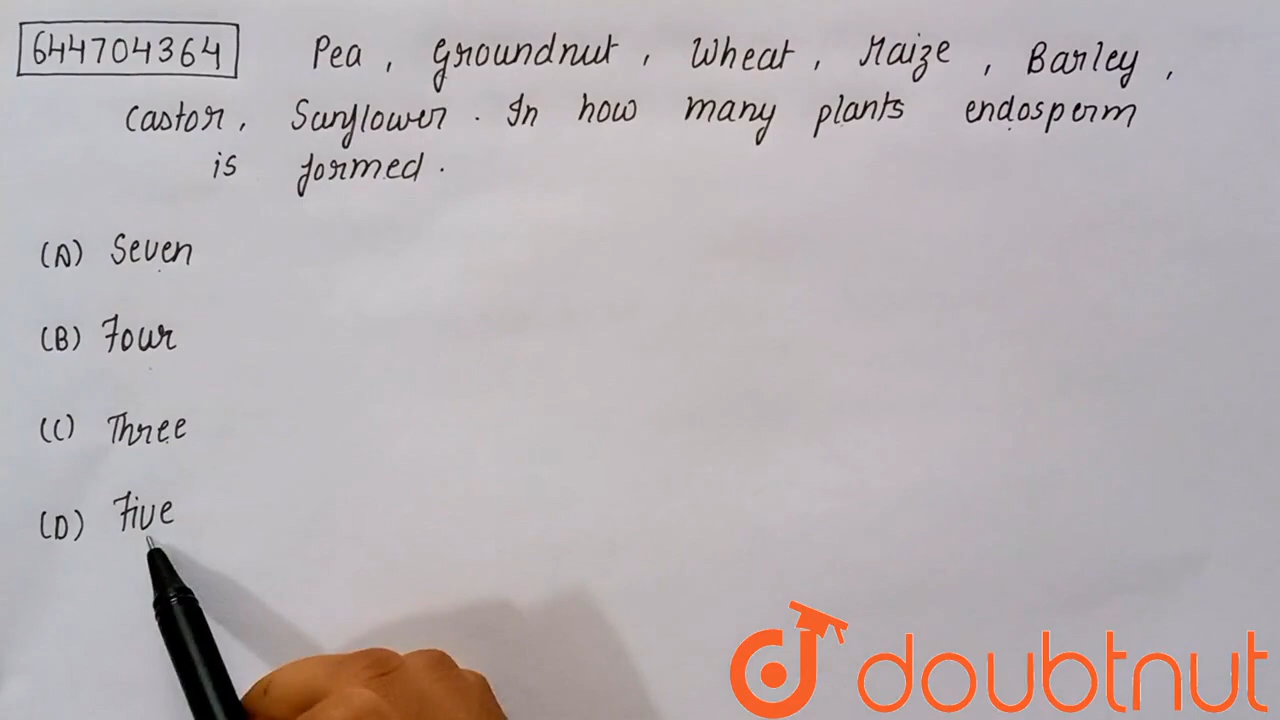 644704364 Pea, Groundnut, Wheat, Maize, Barley,
Castor, Sunflower. In how many plants endosperm
is formed.
(A) Seven
(B) Four
(C) Three
(D) Five
doubtnut